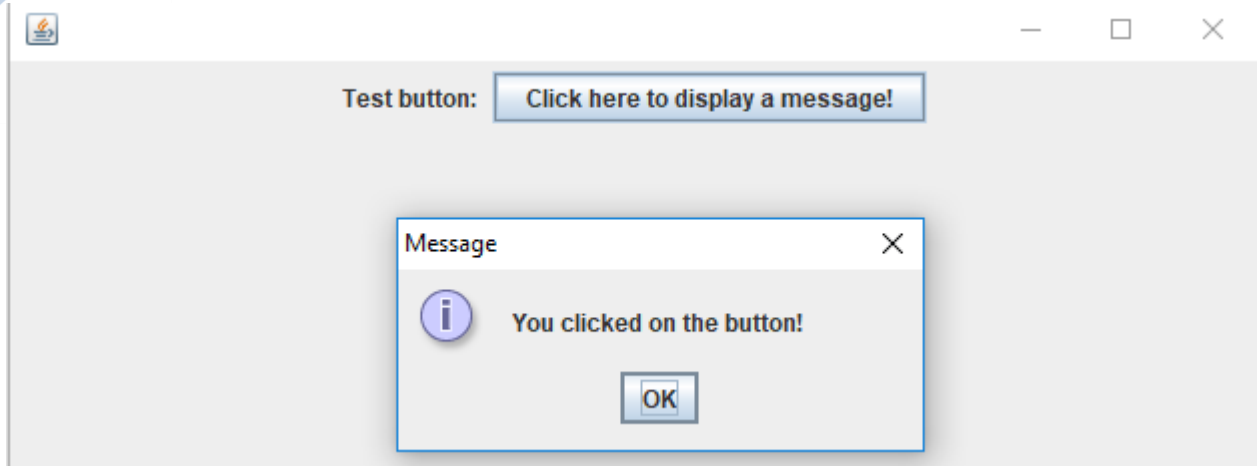 Test button: Click here to display a message!
Message
You clicked on the button!
OK